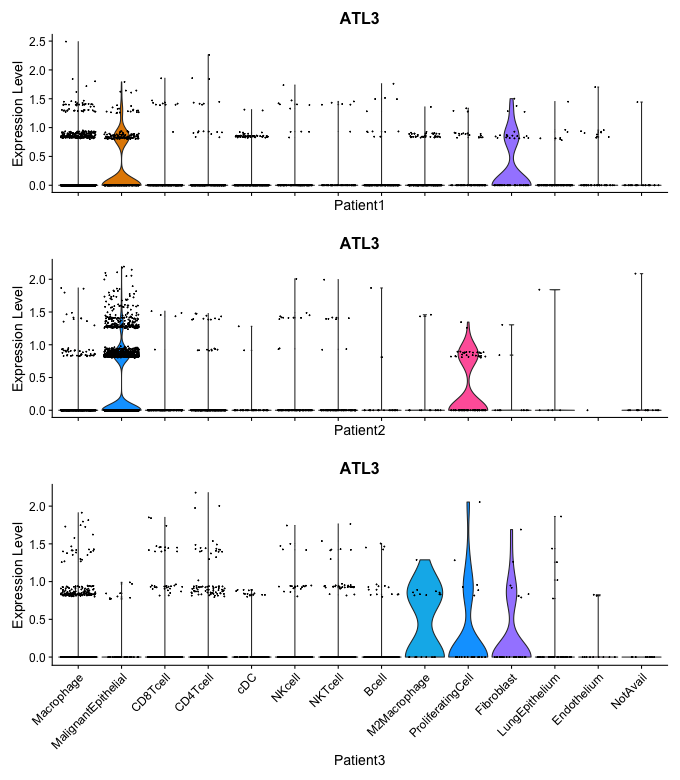 ATL3
Expression Level
2.5
2.0
1.5
1.0
0.5
0.0
Patient1
ATL3
Expression Level
2.0
1.5
1.0
0.5
0.0
Patient2
ATL3
Expression Level
2.0
1.5
1.0
0.5
0.0
Macrophage
MalignantEpithelial
CD8Tcell
CD4Tcell
cDC
NKcell
NKTcell
Bcell
M2Macrophage
ProliferatingCell
Fibroblast
LungEpithelium
Endothelium
NotAvail
Patient3